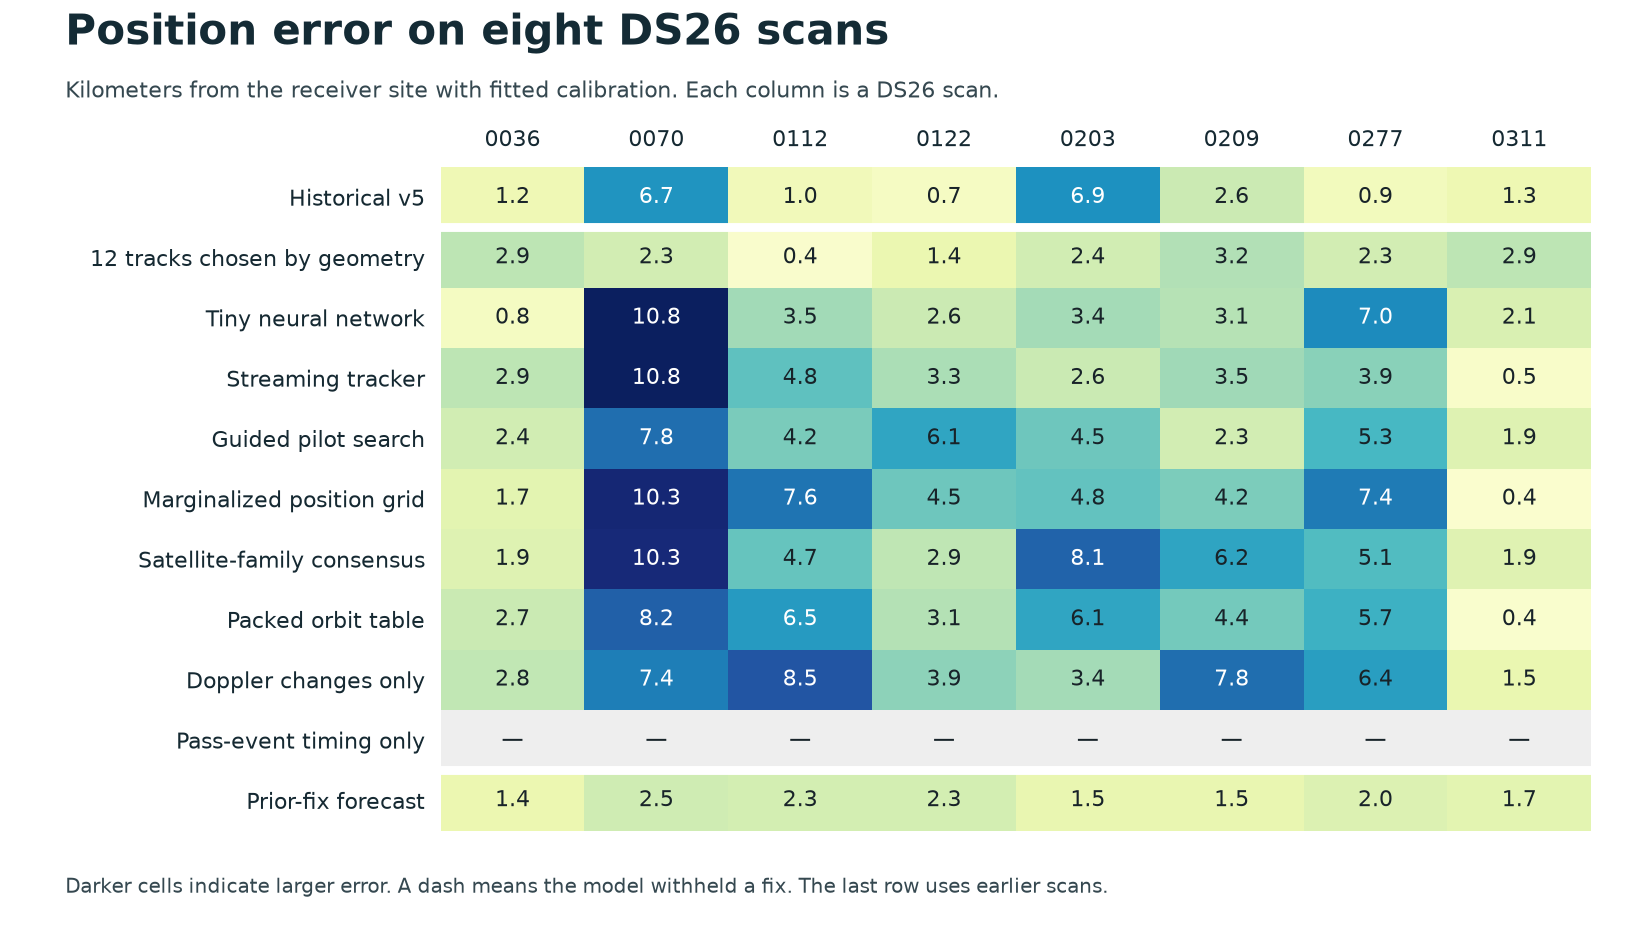 Position error on eight DS26 scans
Kilometers from the receiver site with fitted calibration. Each column is a DS26 scan.
0036 0070 0112 0122 0203 0209 0277 0311
Historical v5 1.2 6.7 1.0 0.7 6.9 2.6 0.9 1.3
12 tracks chosen by geometry 2.9 2.3 0.4 1.4 2.4 3.2 2.3 2.9
Tiny neural network 0.8 10.8 3.5 2.6 3.4 3.1 7.0 2.1
Streaming tracker 2.9 10.8 4.8 3.3 2.6 3.5 3.9 0.5
Guided pilot search 2.4 7.8 4.2 6.1 4.5 2.3 5.3 1.9
Marginalized position grid 1.7 10.3 7.6 4.5 4.8 4.2 7.4 0.4
Satellite-family consensus 1.9 10.3 4.7 2.9 8.1 6.2 5.1 1.9
Packed orbit table 2.7 8.2 6.5 3.1 6.1 4.4 5.7 0.4
Doppler changes only 2.8 7.4 8.5 3.9 3.4 7.8 6.4 1.5
Pass-event timing only — — — — — — — —
Prior-fix forecast 1.4 2.5 2.3 2.3 1.5 1.5 2.0 1.7
Darker cells indicate larger error. A dash means the model withheld a fix. The last row uses earlier scans.